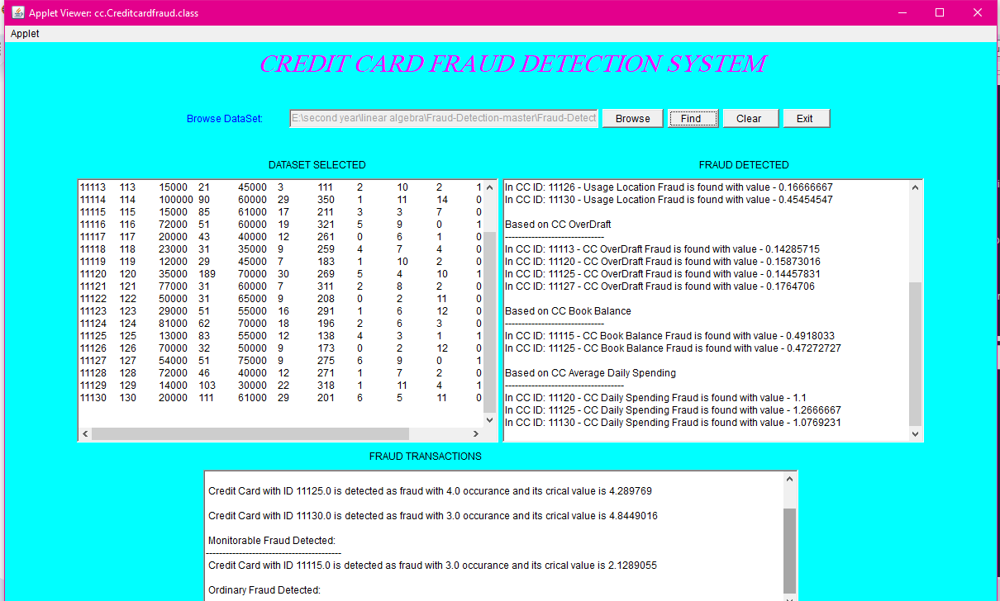 Applet Viewer: cc.Creditcardfraud.class
Applet
CREDIT CARD FRAUD DETECTION SYSTEM
Browse DataSet: E:\second year\linear algebra\Fraud-Detection-master\Fraud-Detect Browse Find Clear Exit
DATASET SELECTED
11113 113 15000 21 45000 3 111 2 10 2 1
11114 114 100000 90 60000 29 350 1 11 14 0
11115 115 15000 85 61000 17 211 3 3 7 0
11116 116 72000 51 60000 19 321 5 9 0 1
11117 117 20000 43 40000 12 261 0 6 1 0
11118 118 23000 31 35000 9 259 4 7 4 0
11119 119 12000 29 45000 7 183 1 10 2 0
11120 120 35000 189 70000 30 269 5 4 10 1
11121 121 77000 31 60000 7 311 2 8 2 0
11122 122 50000 31 65000 9 208 0 2 11 0
11123 123 29000 51 55000 16 291 1 6 12 0
11124 124 81000 62 70000 18 196 2 6 3 0
11125 125 13000 83 55000 12 138 4 3 1 1
11126 126 70000 32 50000 9 173 0 2 12 0
11127 127 54000 51 75000 9 275 6 9 0 1
11128 128 72000 46 40000 12 271 1 7 2 0
11129 129 14000 103 30000 22 318 1 11 4 1
11130 130 20000 111 61000 29 201 6 5 11 0
FRAUD DETECTED
In CC ID: 11126 - Usage Location Fraud is found with value - 0.16666667
In CC ID: 11130 - Usage Location Fraud is found with value - 0.45454547
Based on CC OverDraft
------------------------------
In CC ID: 11113 - CC OverDraft Fraud is found with value - 0.14285715
In CC ID: 11120 - CC OverDraft Fraud is found with value - 0.15873016
In CC ID: 11125 - CC OverDraft Fraud is found with value - 0.14457831
In CC ID: 11127 - CC OverDraft Fraud is found with value - 0.1764706
Based on CC Book Balance
------------------------------
In CC ID: 11115 - CC Book Balance Fraud is found with value - 0.4918033
In CC ID: 11125 - CC Book Balance Fraud is found with value - 0.47272727
Based on CC Average Daily Spending
------------------------------------
In CC ID: 11120 - CC Daily Spending Fraud is found with value - 1.1
In CC ID: 11125 - CC Daily Spending Fraud is found with value - 1.2666667
In CC ID: 11130 - CC Daily Spending Fraud is found with value - 1.0769231
FRAUD TRANSACTIONS
Credit Card with ID 11125.0 is detected as fraud with 4.0 occurance and its crical value is 4.289769
Credit Card with ID 11130.0 is detected as fraud with 3.0 occurance and its crical value is 4.8449016
Monitorable Fraud Detected:
-----------------------------------------
Credit Card with ID 11115.0 is detected as fraud with 3.0 occurance and its crical value is 2.1289055
Ordinary Fraud Detected: